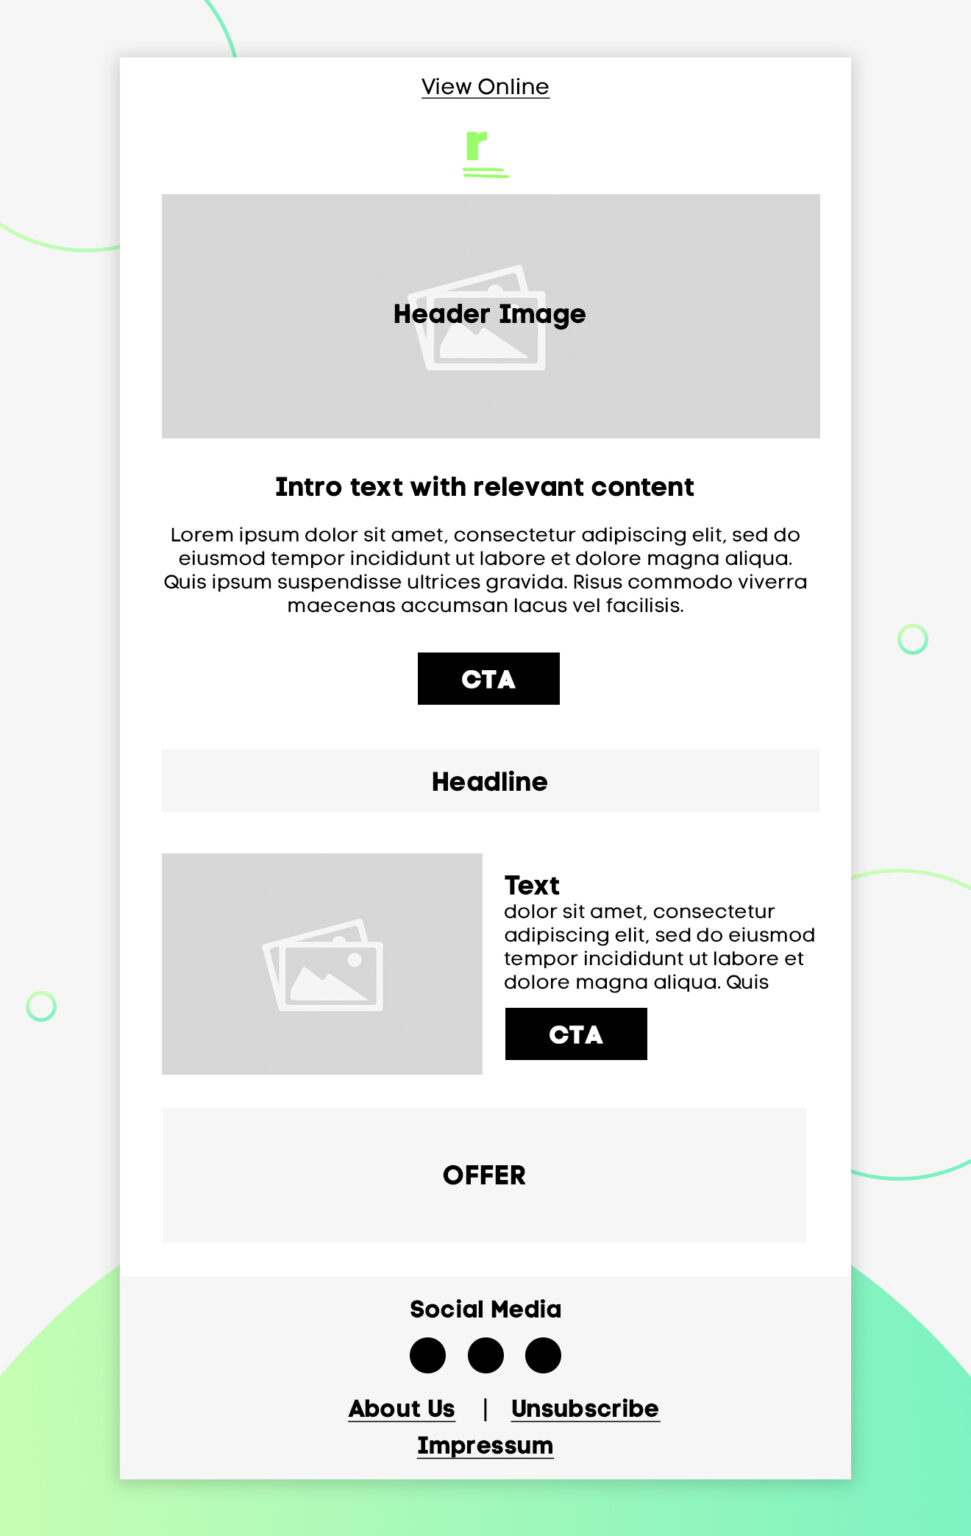 View Online
r
Header Image
Intro text with relevant content
Lorem ipsum dolor sit amet, consectetur adipiscing elit, sed do
eiusmod tempor incididunt ut labore et dolore magna aliqua.
Quis ipsum suspendisse ultrices gravida. Risus commodo viverra
maecenas accumsan lacus vel facilisis.
CTA
Headline
Text
dolor sit amet, consectetur
adipiscing elit, sed do eiusmod
tempor incididunt ut labore et
dolore magna aliqua. Quis
CTA
OFFER
Social Media
About Us | Unsubscribe
Impressum